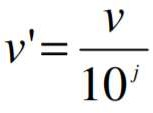 v' = v / 10^j